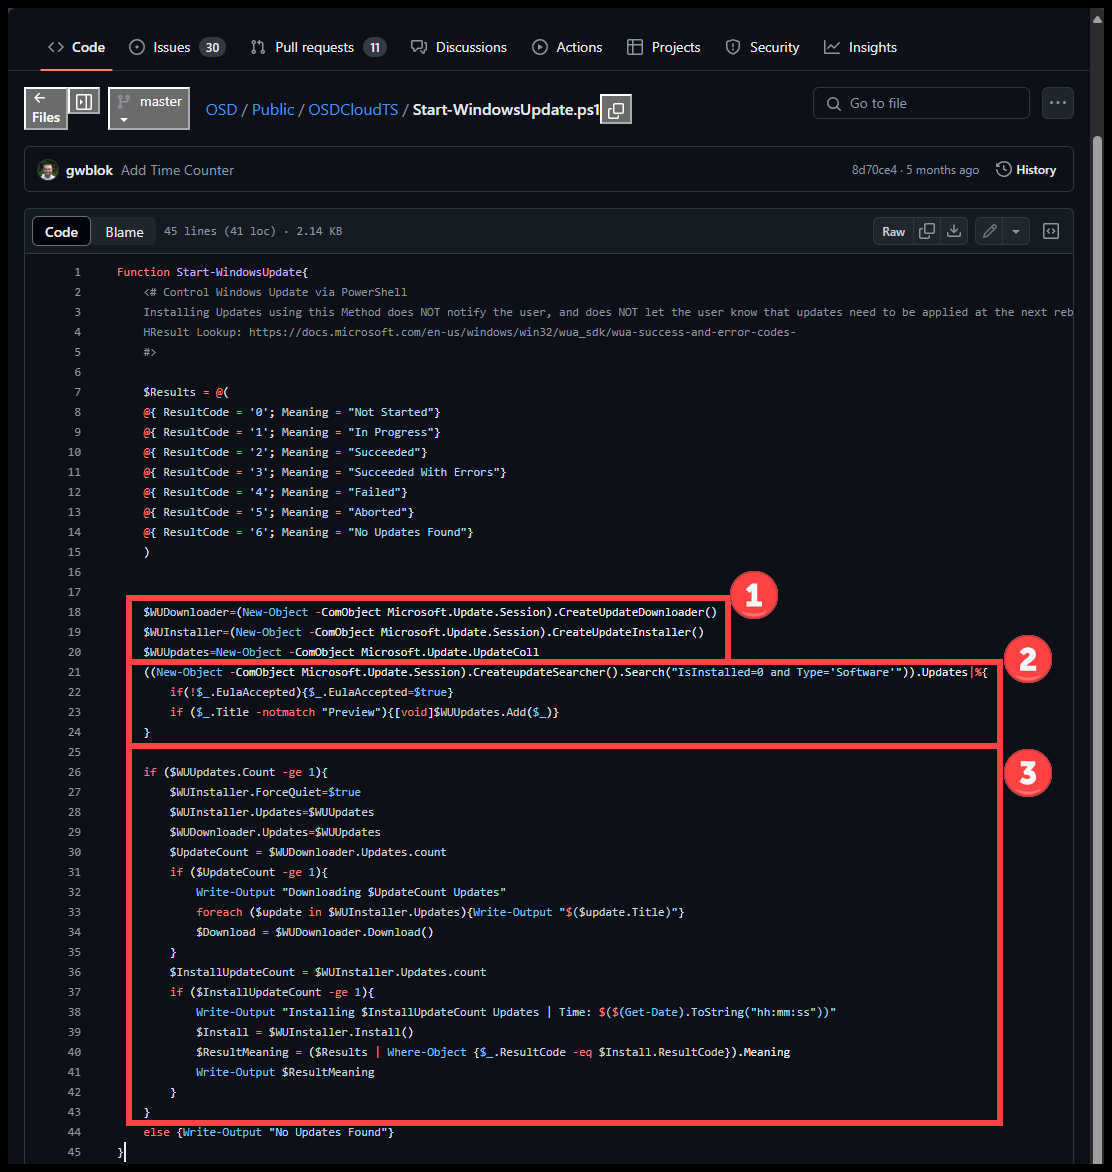 Code Issues 30 Pull requests 11 Discussions Actions Projects Security Insights
Files master OSD / Public / OSDCloudTS / Start-WindowsUpdate.ps1 Go to file
gwblok Add Time Counter 8d70ce4 · 5 months ago History
Code Blame 45 lines (41 loc) · 2.14 KB Raw
1 Function Start-WindowsUpdate{
2 <# Control Windows Update via PowerShell
3 Installing Updates using this Method does NOT notify the user, and does NOT let the user know that updates need to be applied at the next reb
4 HResult Lookup: https://docs.microsoft.com/en-us/windows/win32/wua_sdk/wua-success-and-error-codes-
5 #>
6
7 $Results = @(
8 @{ ResultCode = '0'; Meaning = "Not Started"}
9 @{ ResultCode = '1'; Meaning = "In Progress"}
10 @{ ResultCode = '2'; Meaning = "Succeeded"}
11 @{ ResultCode = '3'; Meaning = "Succeeded With Errors"}
12 @{ ResultCode = '4'; Meaning = "Failed"}
13 @{ ResultCode = '5'; Meaning = "Aborted"}
14 @{ ResultCode = '6'; Meaning = "No Updates Found"}
15 )
16
17
1
18 $WUDownloader=(New-Object -ComObject Microsoft.Update.Session).CreateUpdateDownloader()
19 $WUInstaller=(New-Object -ComObject Microsoft.Update.Session).CreateUpdateInstaller()
20 $WUUpdates=New-Object -ComObject Microsoft.Update.UpdateColl
2
21 ((New-Object -ComObject Microsoft.Update.Session).CreateupdateSearcher().Search("IsInstalled=0 and Type='Software'")).Updates|%{
22 if(!$_.EulaAccepted){$_.EulaAccepted=$true}
23 if ($_.Title -notmatch "Preview"){[void]$WUUpdates.Add($_)}
24 }
25
3
26 if ($WUUpdates.Count -ge 1){
27 $WUInstaller.ForceQuiet=$true
28 $WUInstaller.Updates=$WUUpdates
29 $WUDownloader.Updates=$WUUpdates
30 $UpdateCount = $WUDownloader.Updates.count
31 if ($UpdateCount -ge 1){
32 Write-Output "Downloading $UpdateCount Updates"
33 foreach ($update in $WUInstaller.Updates){Write-Output "$($update.Title)"}
34 $Download = $WUDownloader.Download()
35 }
36 $InstallUpdateCount = $WUInstaller.Updates.count
37 if ($InstallUpdateCount -ge 1){
38 Write-Output "Installing $InstallUpdateCount Updates | Time: $($(Get-Date).ToString("hh:mm:ss"))"
39 $Install = $WUInstaller.Install()
40 $ResultMeaning = ($Results | Where-Object {$_.ResultCode -eq $Install.ResultCode}).Meaning
41 Write-Output $ResultMeaning
42 }
43 }
44 else {Write-Output "No Updates Found"}
45 }